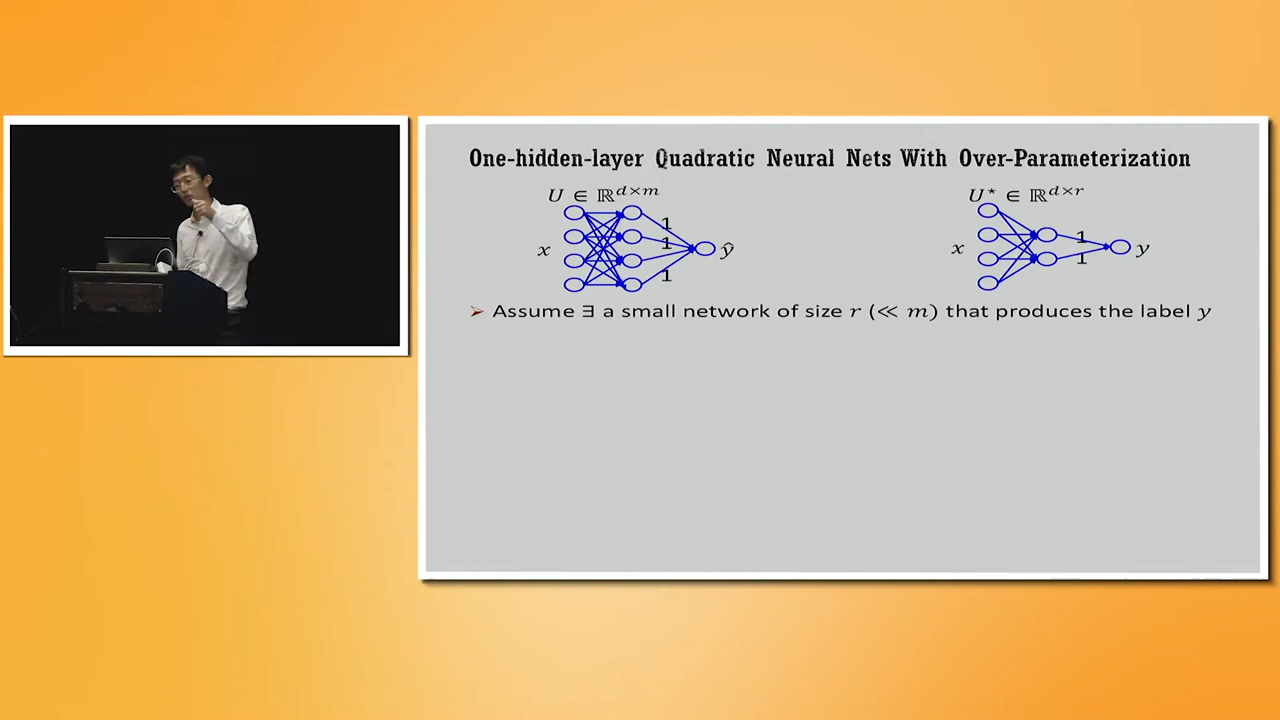 One-hidden-layer Quadratic Neural Nets With Over-Parameterization
U ∈ ℝ^{d×m}
U⋆ ∈ ℝ^{d×r}
x
1
1
1
ŷ
x
1
1
y
➤ Assume ∃ a small network of size r (≪ m) that produces the label y